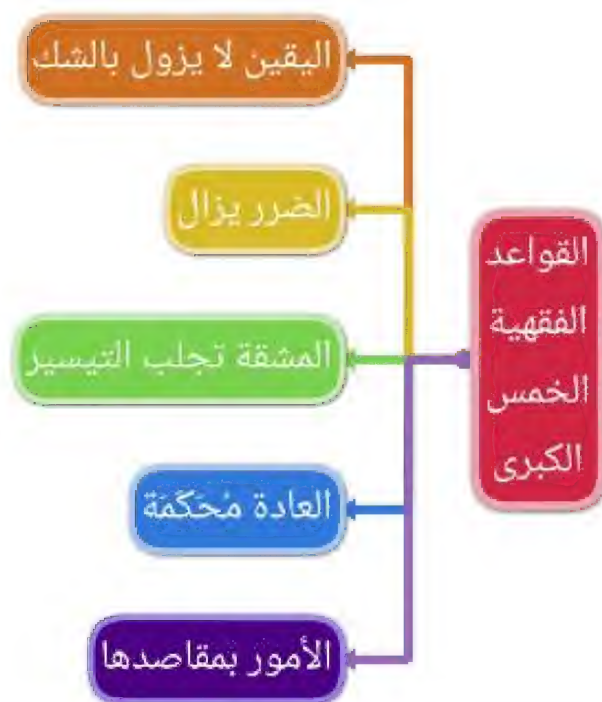 القواعد
الفقهية
الخمس
الكبرى
اليقين لا يزول بالشك
الضرر يزال
المشقة تجلب التيسير
العادة مُحَكَمَة
الأمور بمقاصدها